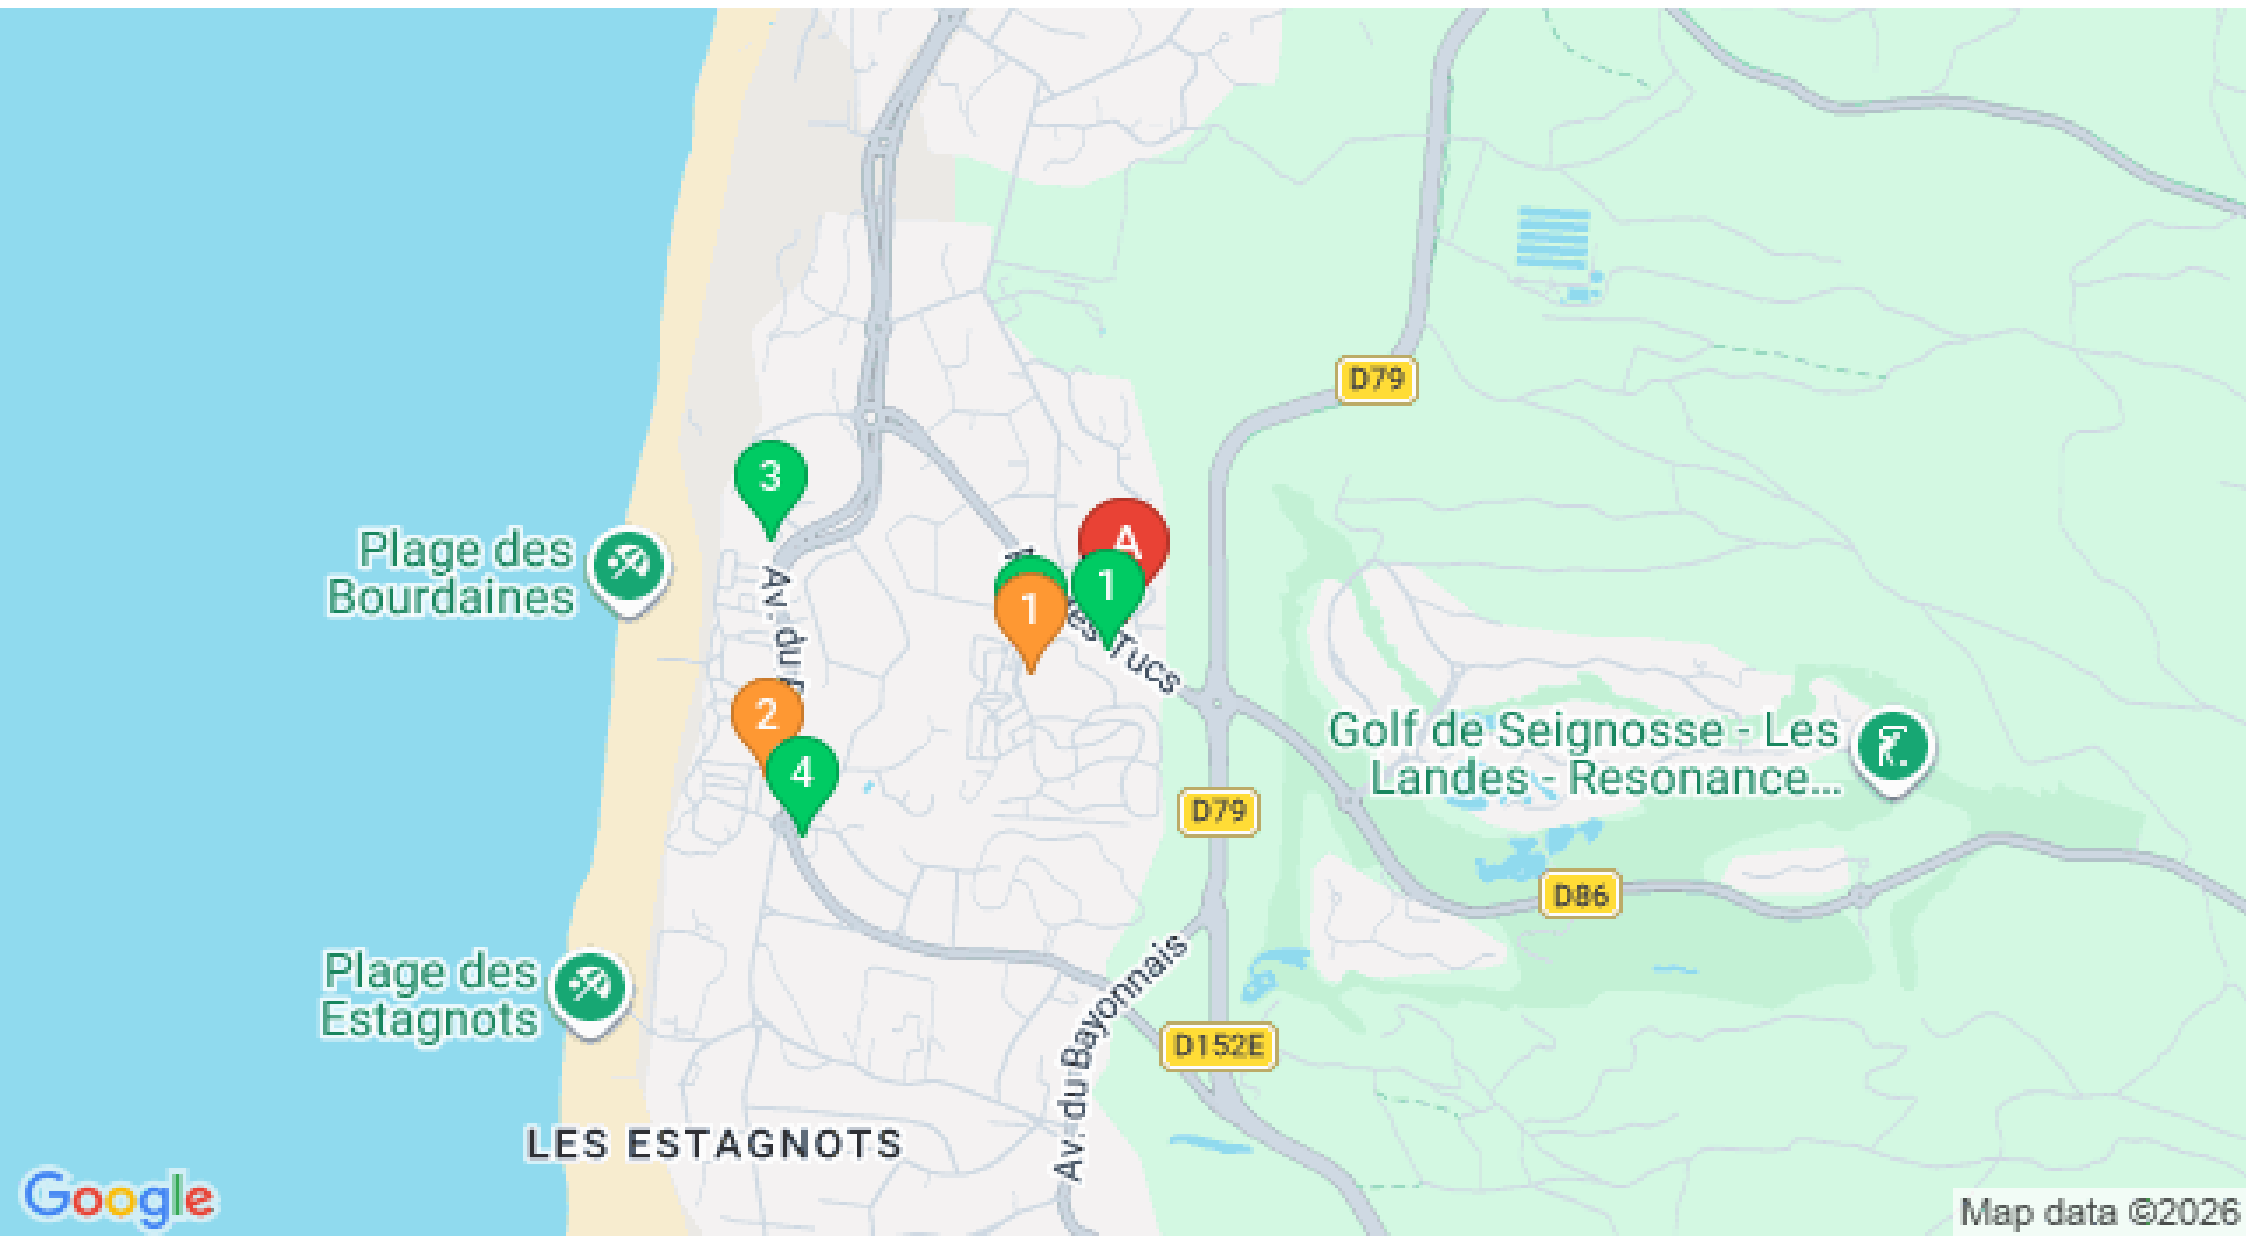 D79
3
A
Plage des
Bourdaines
1
1
Av. du
es Tucs
2
Golf de Seignosse - Les
Landes - Resonance...
4
D79
D86
Plage des
Estagnots
Av. du Bayonnais
D152E
LES ESTAGNOTS
Google
Map data ©2026